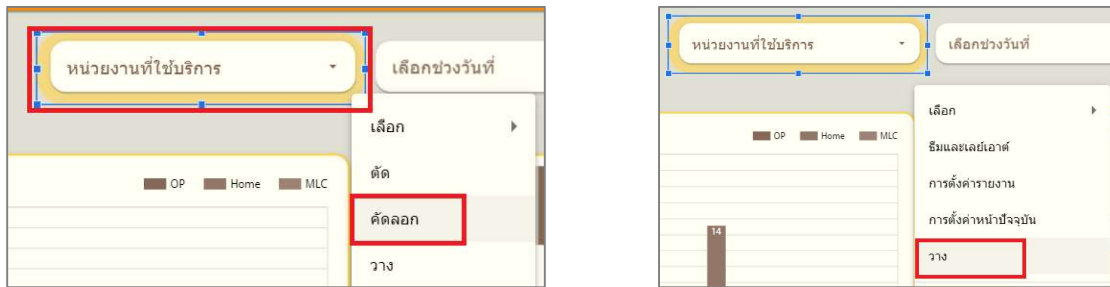 หน่วยงานที่ใช้บริการ
เลือกช่วงวันที่
เลือก
ตัด
OP Home MLC
คัดลอก
วาง
หน่วยงานที่ใช้บริการ
เลือกช่วงวันที่
เลือก
OP Home MLC
ธีมและเลย์เอาต์
การตั้งค่ารายงาน
การตั้งค่าหน้าปัจจุบัน
14
วาง